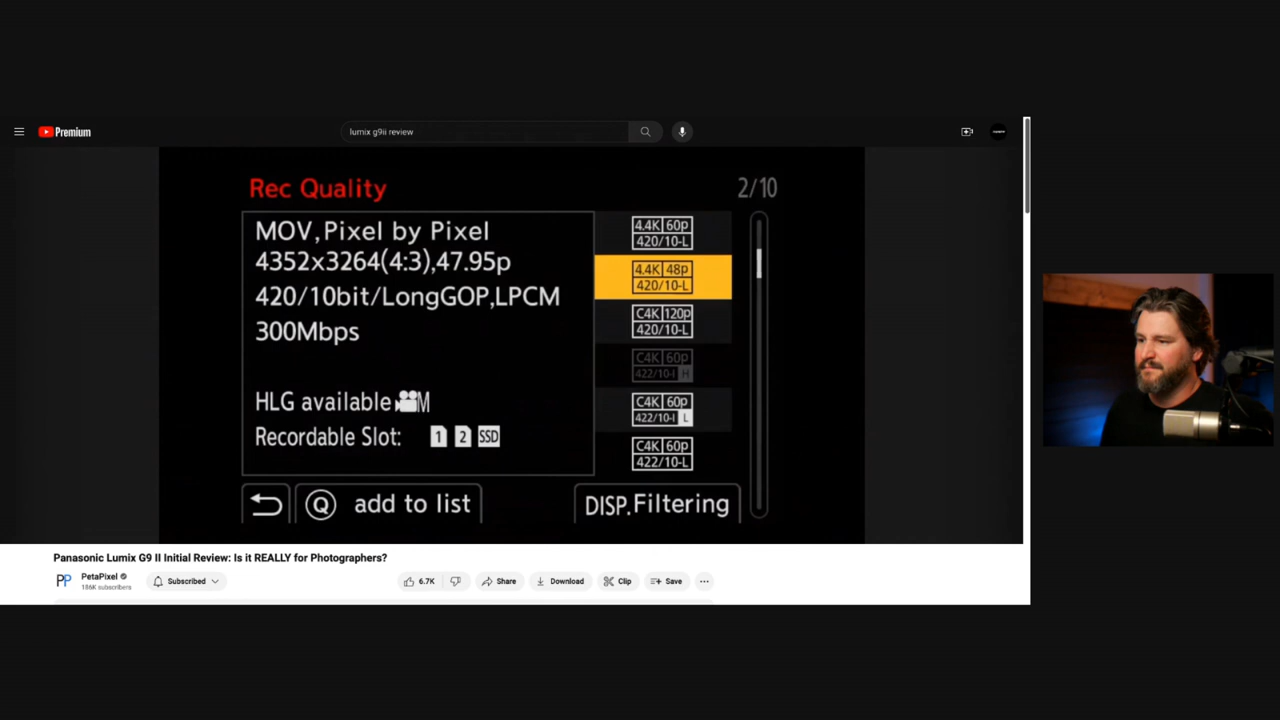 Premium
lumix g9ii review
Rec Quality
2/10
MOV,Pixel by Pixel
4352x3264(4:3),47.95p
420/10bit/LongGOP,LPCM
300Mbps
HLG available M
Recordable Slot: 1 2 SSD
4.4K 60p
420/10-L
4.4K 48p
420/10-L
C4K 120p
420/10-L
C4K 60p
422/10-I H
C4K 60p
422/10-I L
C4K 60p
422/10-L
Q add to list
DISP.Filtering
Panasonic Lumix G9 II Initial Review: Is it REALLY for Photographers?
PP PetaPixel
186K subscribers
Subscribed
6.7K
Share
Download
Clip
Save